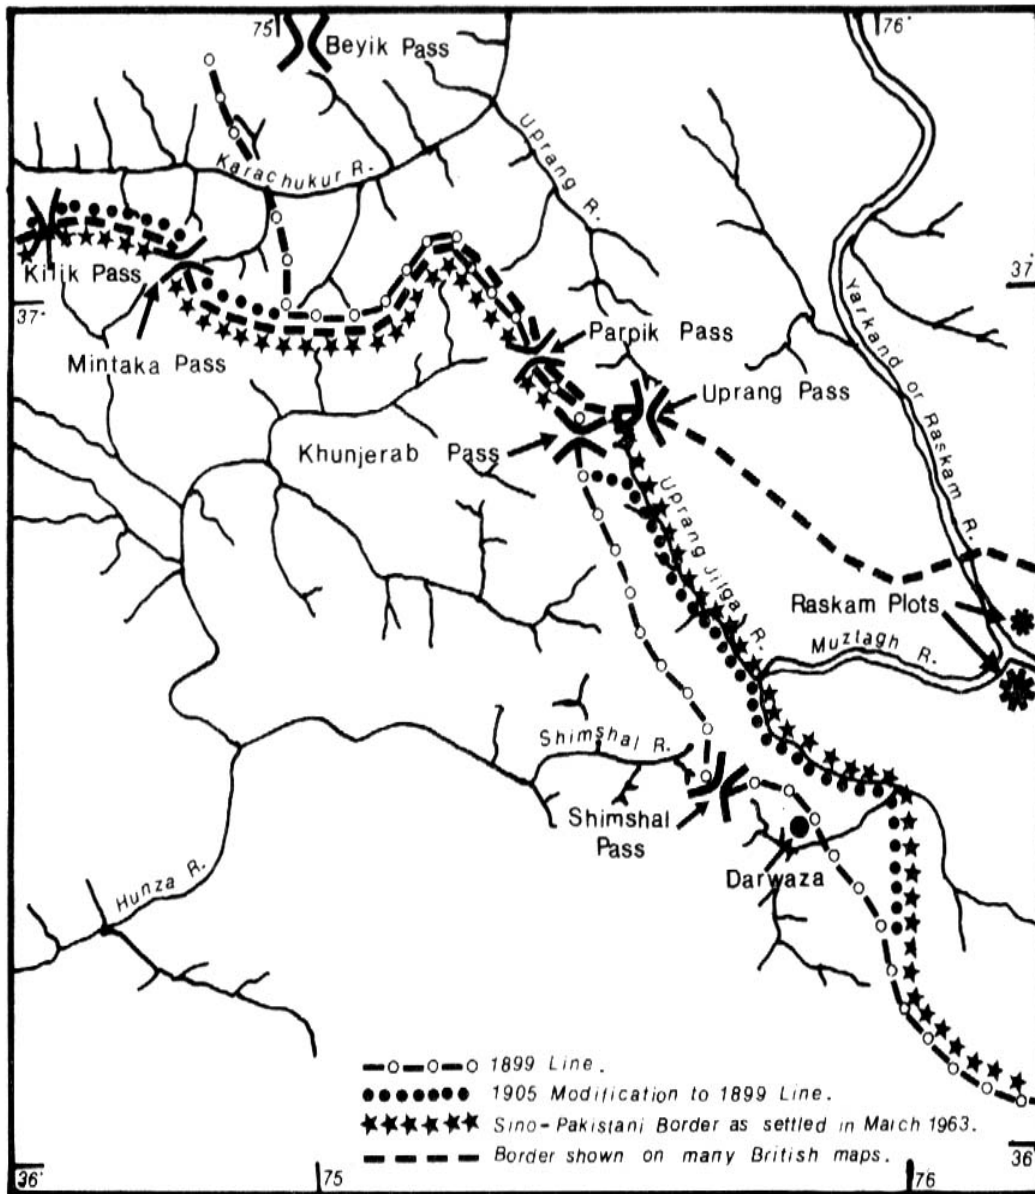 75°
76°
Beyik Pass
Uprang R.
Karachukur R.
Kilik Pass
37°
37°
Yarkand or Raskam R.
Mintaka Pass
Parpik Pass
Uprang Pass
Khunjerab Pass
Uprang Jilga R.
Raskam Plots
Muztagh R.
Shimshal R.
Shimshal
Pass
Darwaza
Hunza R.
1899 Line.
1905 Modification to 1899 Line.
Sino-Pakistani Border as settled in March 1963.
Border shown on many British maps.
36°
36°
75
76